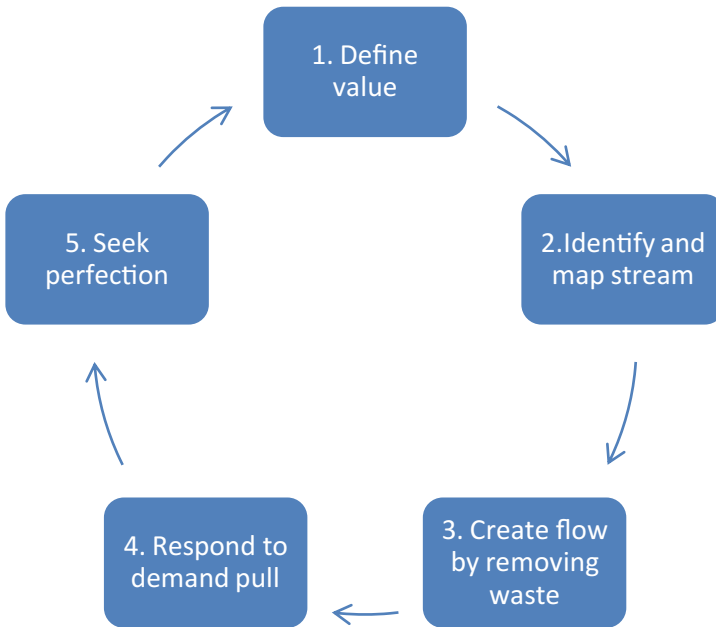 1. Define
value
2.Identify and
map stream
3. Create flow
by removing
waste
4. Respond to
demand pull
5. Seek
perfection